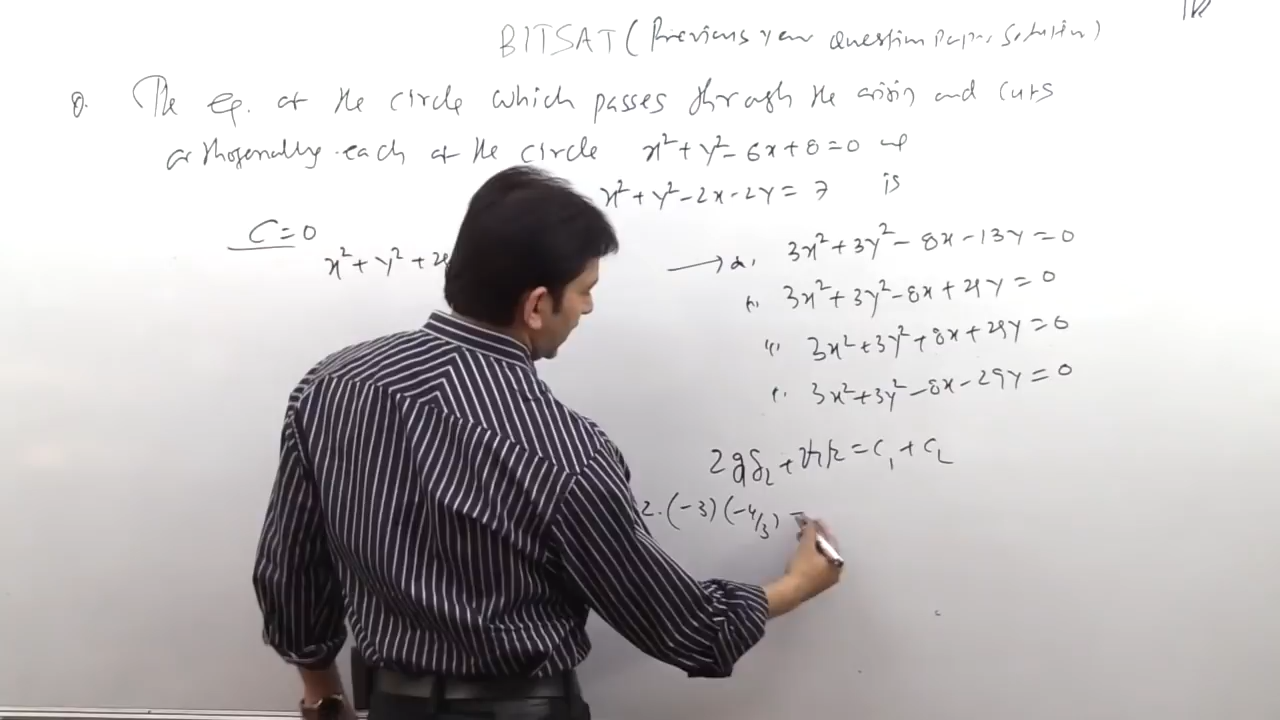 BITSAT (Previous year question paper solution)
Q. The eq. of the circle which passes through the origin and cuts
orthogonally each of the circle x²+y²-6x+8=0 and
x²+y²-2x-2y=7 is
C=0
x²+y²+2g
→ a. 3x²+3y²-8x-13y=0
b. 3x²+3y²-8x+29y=0
c. 3x²+3y²+8x+29y=0
d. 3x²+3y²-8x-29y=0
=C₁+C₂
2.(-3)(-4/3) =